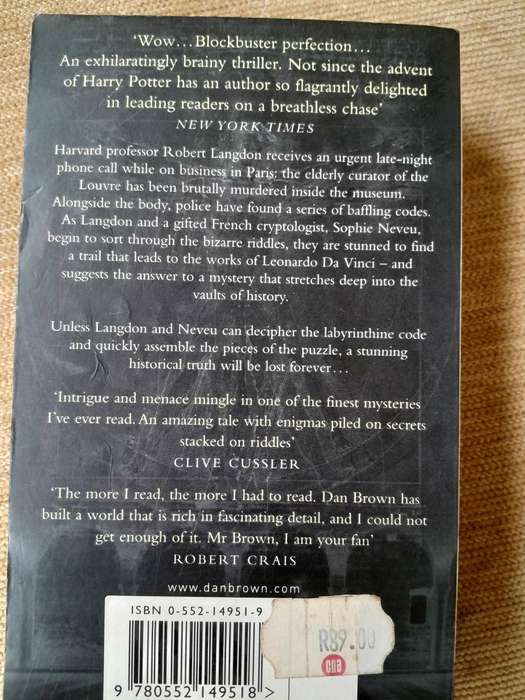 ‘Wow…Blockbuster perfection…
An exhilaratingly brainy thriller. Not since the advent
of Harry Potter has an author so flagrantly delighted
in leading readers on a breathless chase’
NEW YORK TIMES
Harvard professor Robert Langdon receives an urgent late-night
phone call while on business in Paris: the elderly curator of the
Louvre has been brutally murdered inside the museum.
Alongside the body, police have found a series of baffling codes.
As Langdon and a gifted French cryptologist, Sophie Neveu,
begin to sort through the bizarre riddles, they are stunned to find
a trail that leads to the works of Leonardo Da Vinci – and
suggests the answer to a mystery that stretches deep into the
vaults of history.
Unless Langdon and Neveu can decipher the labyrinthine code
and quickly assemble the pieces of the puzzle, a stunning
historical truth will be lost forever…
‘Intrigue and menace mingle in one of the finest mysteries
I’ve ever read. An amazing tale with enigmas piled on secrets
stacked on riddles’
CLIVE CUSSLER
‘The more I read, the more I had to read. Dan Brown has
built a world that is rich in fascinating detail, and I could not
get enough of it. Mr Brown, I am your fan’
ROBERT CRAIS
www.danbrown.com
ISBN 0-552-14951-9
R89.00
cna
9 780552 149518 >